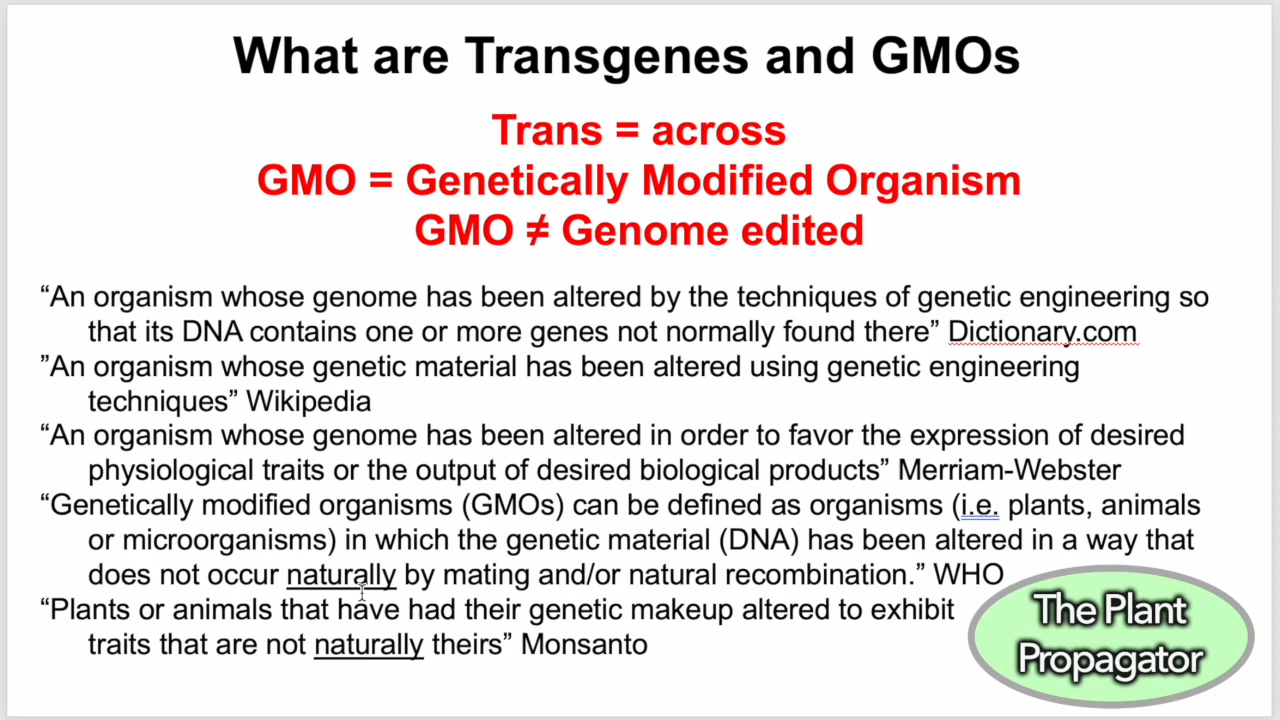 What are Transgenes and GMOs
Trans = across
GMO = Genetically Modified Organism
GMO ≠ Genome edited
“An organism whose genome has been altered by the techniques of genetic engineering so
that its DNA contains one or more genes not normally found there” Dictionary.com
”An organism whose genetic material has been altered using genetic engineering
techniques” Wikipedia
“An organism whose genome has been altered in order to favor the expression of desired
physiological traits or the output of desired biological products” Merriam-Webster
“Genetically modified organisms (GMOs) can be defined as organisms (i.e. plants, animals
or microorganisms) in which the genetic material (DNA) has been altered in a way that
does not occur naturally by mating and/or natural recombination.” WHO
“Plants or animals that have had their genetic makeup altered to exhibit
traits that are not naturally theirs” Monsanto
The Plant
Propagator